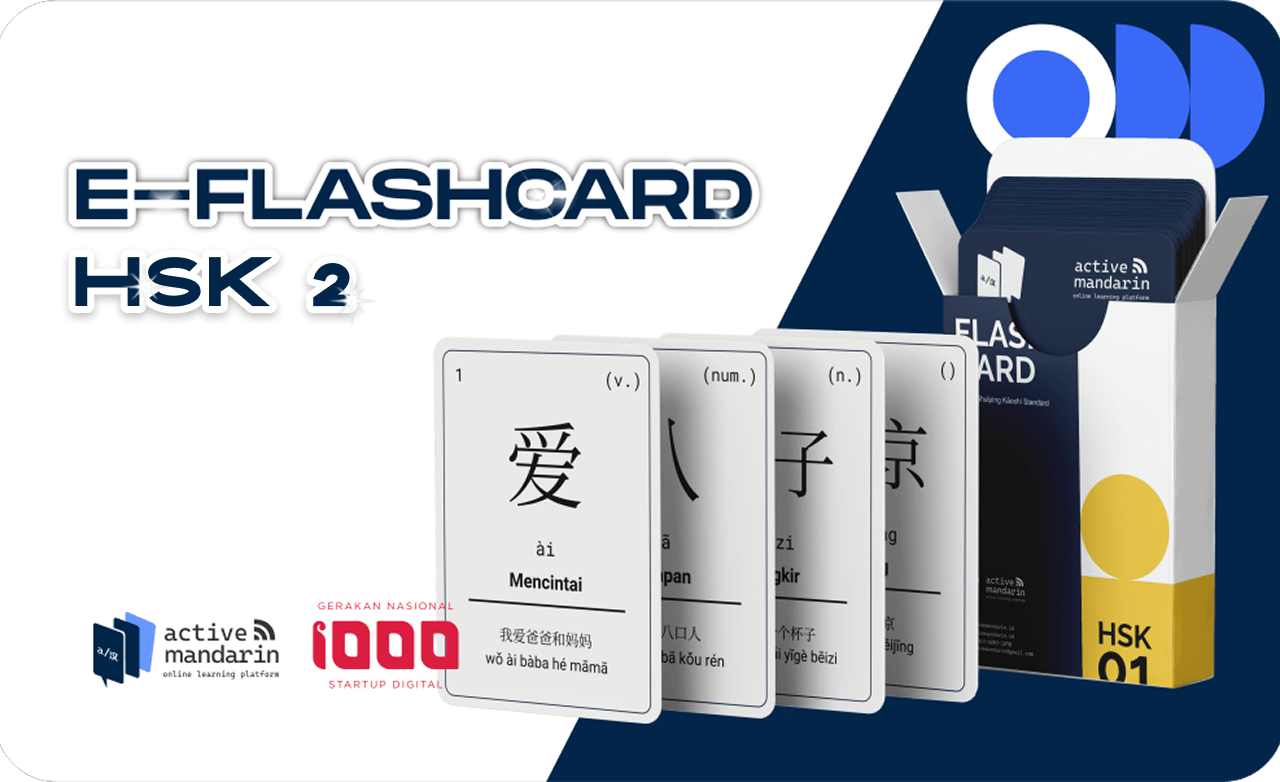 E-FLASHCARD
HSK 2
active
mandarin
online learning platform
FLAS
ARD
Kǎoshì Standard
1
(v.)
爱
ài
Mencintai
我爱爸爸和妈妈
wǒ ài bàba hé māmā
(num.)
八
八口人
bā kǒu rén
(n.)
子
zi
gkir
个杯子
yīgè bēizi
()
京
京
ěijīng
active
mandarin
HSK
01
a/汉
active
mandarin
online learning platform
GERAKAN NASIONAL
1000
STARTUP DIGITAL